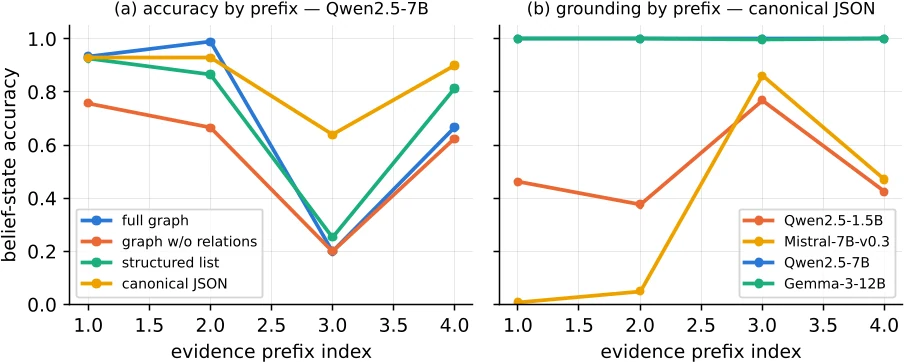 (a) accuracy by prefix — Qwen2.5-7B
belief-state accuracy
1.0
0.8
0.6
0.4
0.2
0.0
full graph
graph w/o relations
structured list
canonical JSON
1.0 1.5 2.0 2.5 3.0 3.5 4.0
evidence prefix index
(b) grounding by prefix — canonical JSON
Qwen2.5-1.5B
Mistral-7B-v0.3
Qwen2.5-7B
Gemma-3-12B
1.0 1.5 2.0 2.5 3.0 3.5 4.0
evidence prefix index